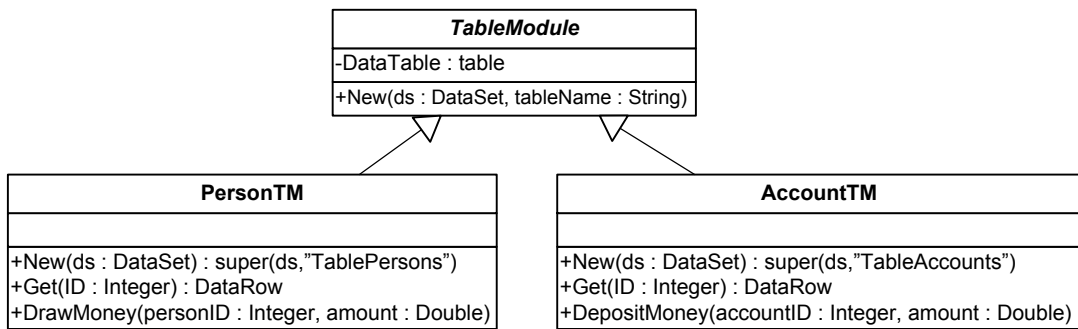 TableModule
-DataTable : table
+New(ds : DataSet, tableName : String)
PersonTM
+New(ds : DataSet) : super(ds,”TablePersons”)
+Get(ID : Integer) : DataRow
+DrawMoney(personID : Integer, amount : Double)
AccountTM
+New(ds : DataSet) : super(ds,”TableAccounts”)
+Get(ID : Integer) : DataRow
+DepositMoney(accountID : Integer, amount : Double)